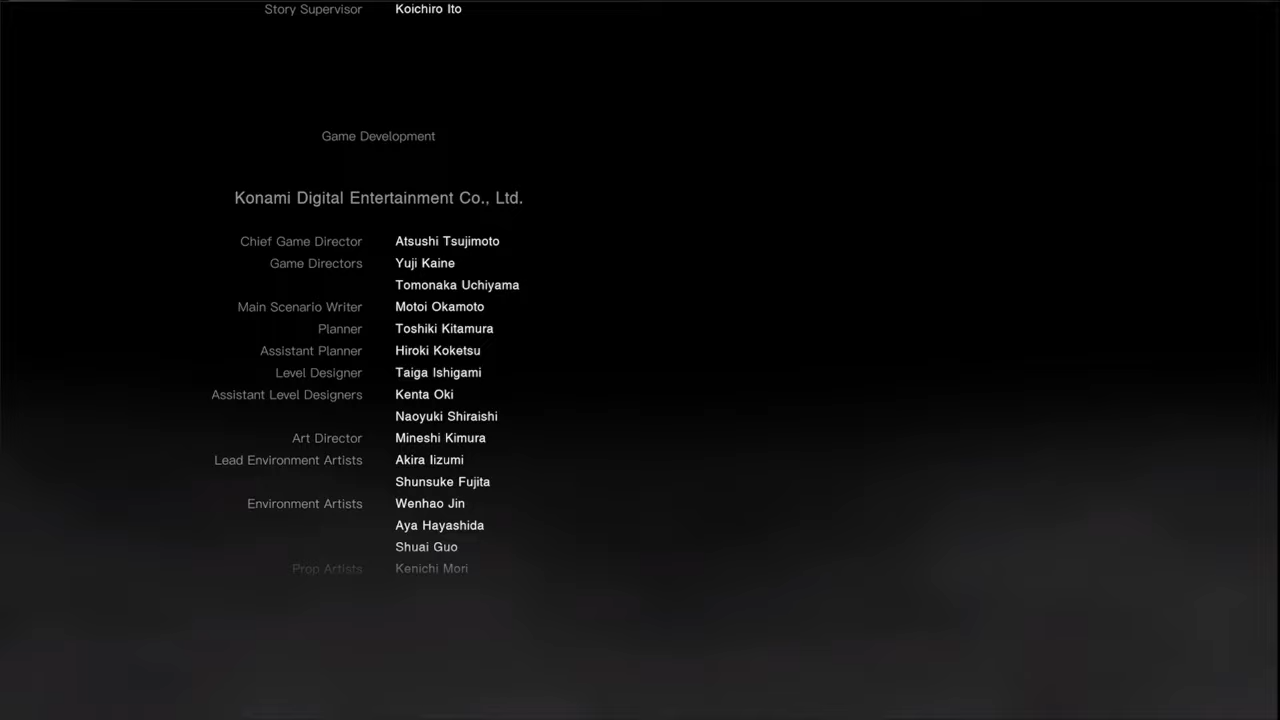 Story Supervisor Koichiro Ito
Game Development
Konami Digital Entertainment Co., Ltd.
Chief Game Director Atsushi Tsujimoto
Game Directors Yuji Kaine
Tomonaka Uchiyama
Main Scenario Writer Motoi Okamoto
Planner Toshiki Kitamura
Assistant Planner Hiroki Koketsu
Level Designer Taiga Ishigami
Assistant Level Designers Kenta Oki
Naoyuki Shiraishi
Art Director Mineshi Kimura
Lead Environment Artists Akira Iizumi
Shunsuke Fujita
Environment Artists Wenhao Jin
Aya Hayashida
Shuai Guo
Prop Artists Kenichi Mori